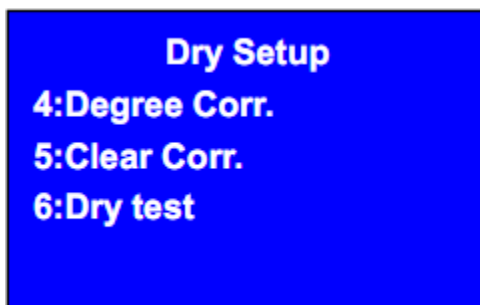 Dry Setup
4:Degree Corr.
5:Clear Corr.
6:Dry test